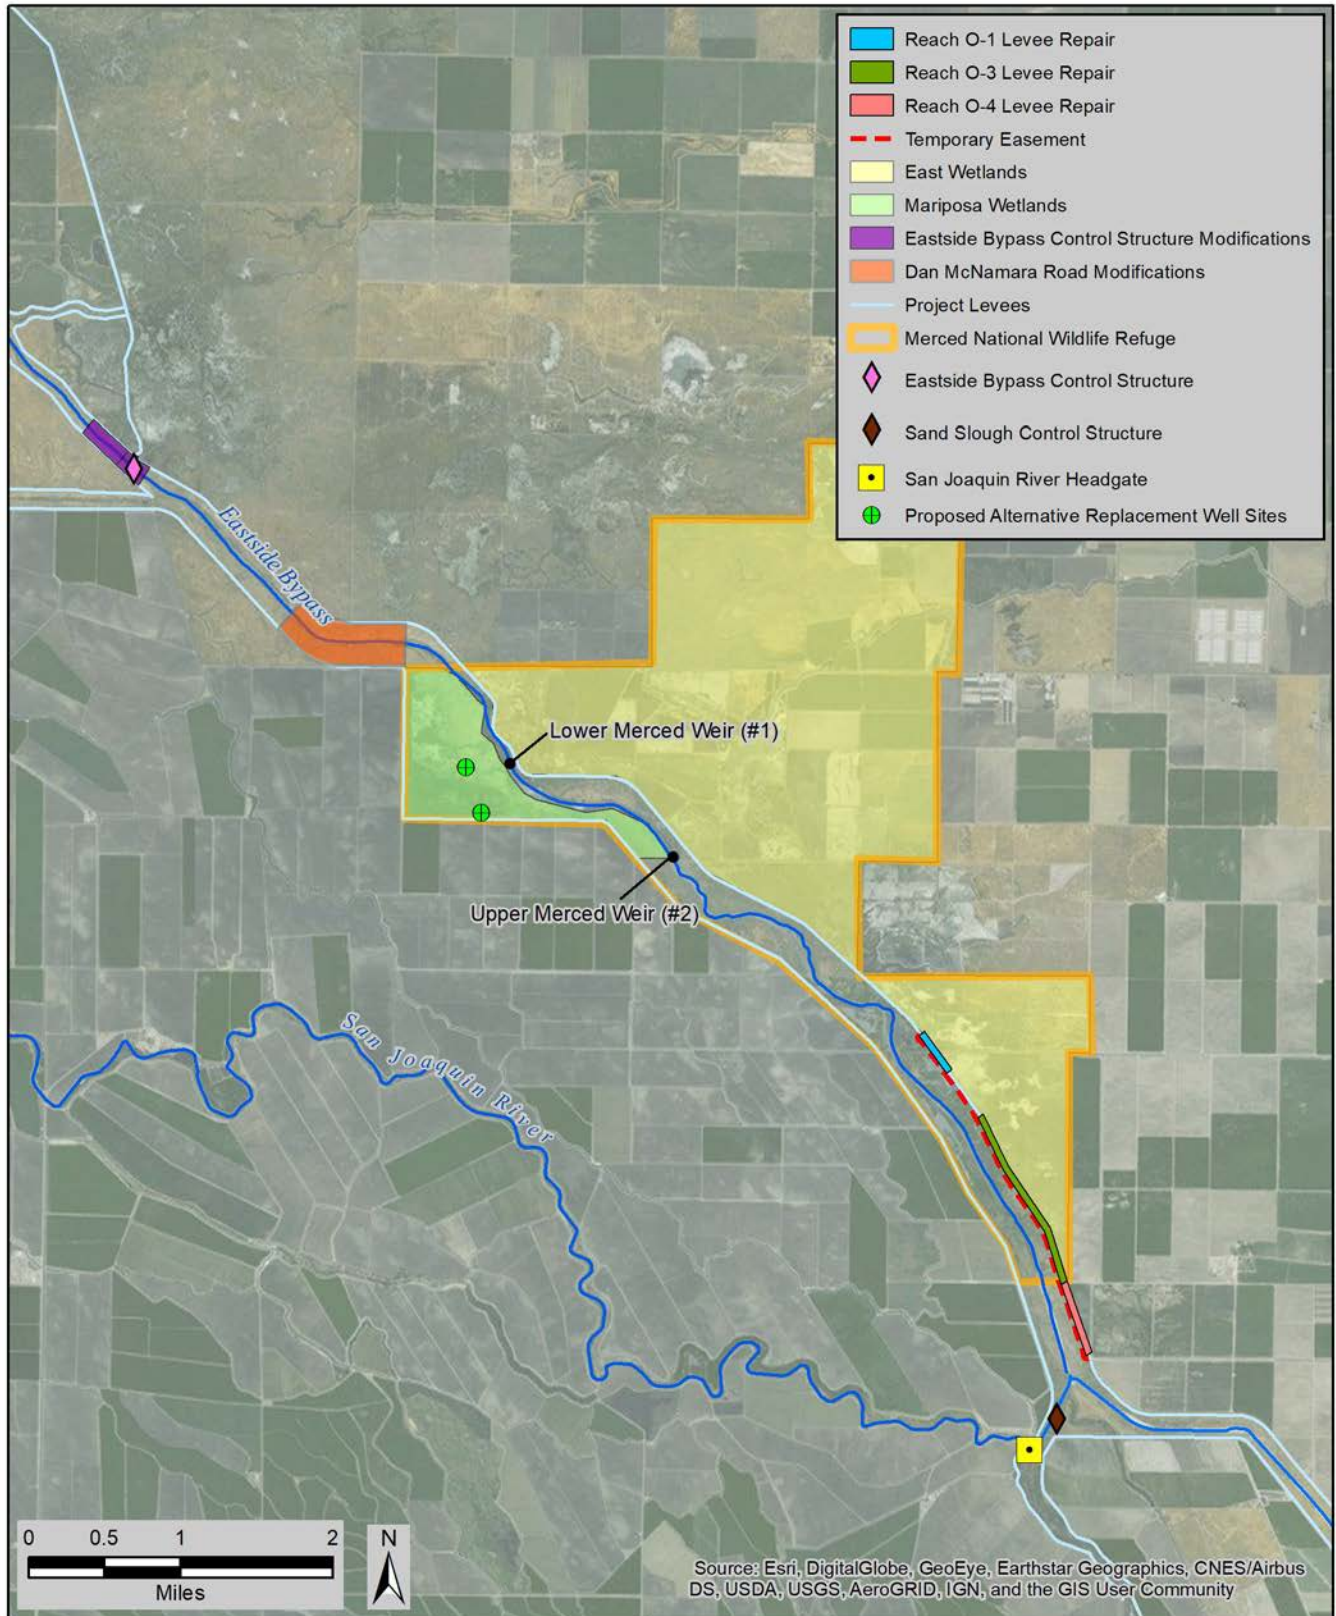 Reach O-1 Levee Repair
Reach O-3 Levee Repair
Reach O-4 Levee Repair
Temporary Easement
East Wetlands
Mariposa Wetlands
Eastside Bypass Control Structure Modifications
Dan McNamara Road Modifications
Project Levees
Merced National Wildlife Refuge
Eastside Bypass Control Structure
Sand Slough Control Structure
San Joaquin River Headgate
Proposed Alternative Replacement Well Sites
Eastside Bypass
Lower Merced Weir (#1)
Upper Merced Weir (#2)
San Joaquin River
0 0.5 1 2
Miles
N
Source: Esri, DigitalGlobe, GeoEye, Earthstar Geographics, CNES/Airbus
DS, USDA, USGS, AeroGRID, IGN, and the GIS User Community